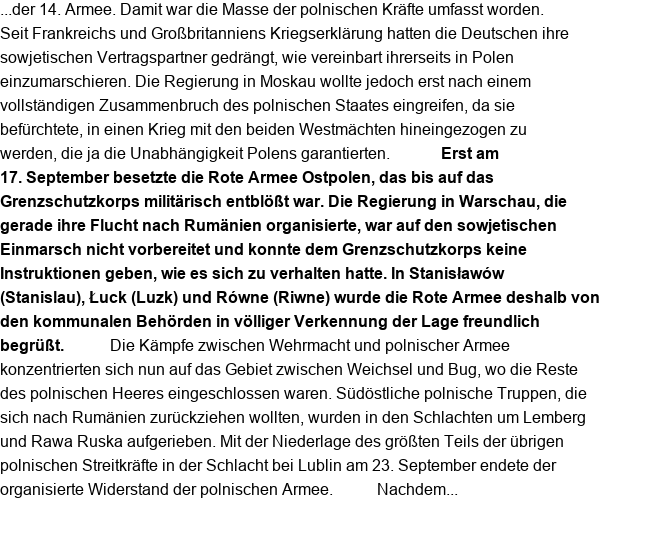 ...der 14. Armee. Damit war die Masse der polnischen Kräfte umfasst worden.
Seit Frankreichs und Großbritanniens Kriegserklärung hatten die Deutschen ihre
sowjetischen Vertragspartner gedrängt, wie vereinbart ihrerseits in Polen
einzumarschieren. Die Regierung in Moskau wollte jedoch erst nach einem
vollständigen Zusammenbruch des polnischen Staates eingreifen, da sie
befürchtete, in einen Krieg mit den beiden Westmächten hineingezogen zu
werden, die ja die Unabhängigkeit Polens garantierten. Erst am
17. September besetzte die Rote Armee Ostpolen, das bis auf das
Grenzschutzkorps militärisch entblößt war. Die Regierung in Warschau, die
gerade ihre Flucht nach Rumänien organisierte, war auf den sowjetischen
Einmarsch nicht vorbereitet und konnte dem Grenzschutzkorps keine
Instruktionen geben, wie es sich zu verhalten hatte. In Stanisławów
(Stanislau), Łuck (Luzk) und Równe (Riwne) wurde die Rote Armee deshalb von
den kommunalen Behörden in völliger Verkennung der Lage freundlich
begrüßt. Die Kämpfe zwischen Wehrmacht und polnischer Armee
konzentrierten sich nun auf das Gebiet zwischen Weichsel und Bug, wo die Reste
des polnischen Heeres eingeschlossen waren. Südöstliche polnische Truppen, die
sich nach Rumänien zurückziehen wollten, wurden in den Schlachten um Lemberg
und Rawa Ruska aufgerieben. Mit der Niederlage des größten Teils der übrigen
polnischen Streitkräfte in der Schlacht bei Lublin am 23. September endete der
organisierte Widerstand der polnischen Armee. Nachdem...